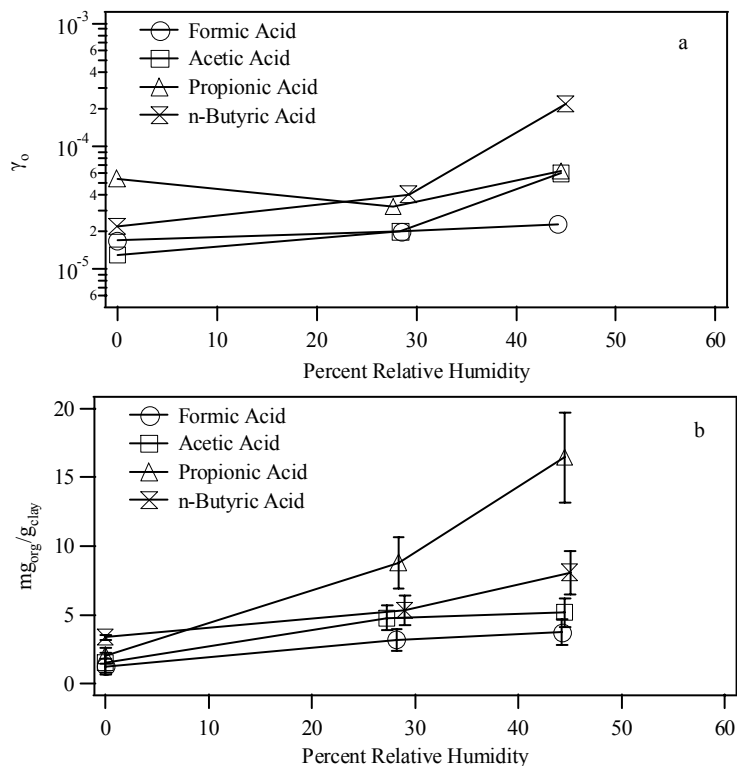 10-3
Formic Acid
a
Acetic Acid
Propionic Acid
n-Butyric Acid
6
4
2
10-4
6
4
2
10-5
6
γo
0 10 20 30 40 50 60
Percent Relative Humidity
20
Formic Acid
b
Acetic Acid
Propionic Acid
n-Butyric Acid
15
10
5
0
mgorg/gclay
0 10 20 30 40 50 60
Percent Relative Humidity